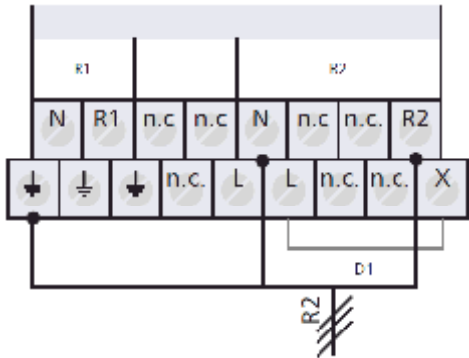 R1 R2
N R1 n.c n.c N n.c n.c. R2
n.c. L L n.c. n.c. X
D1
R2